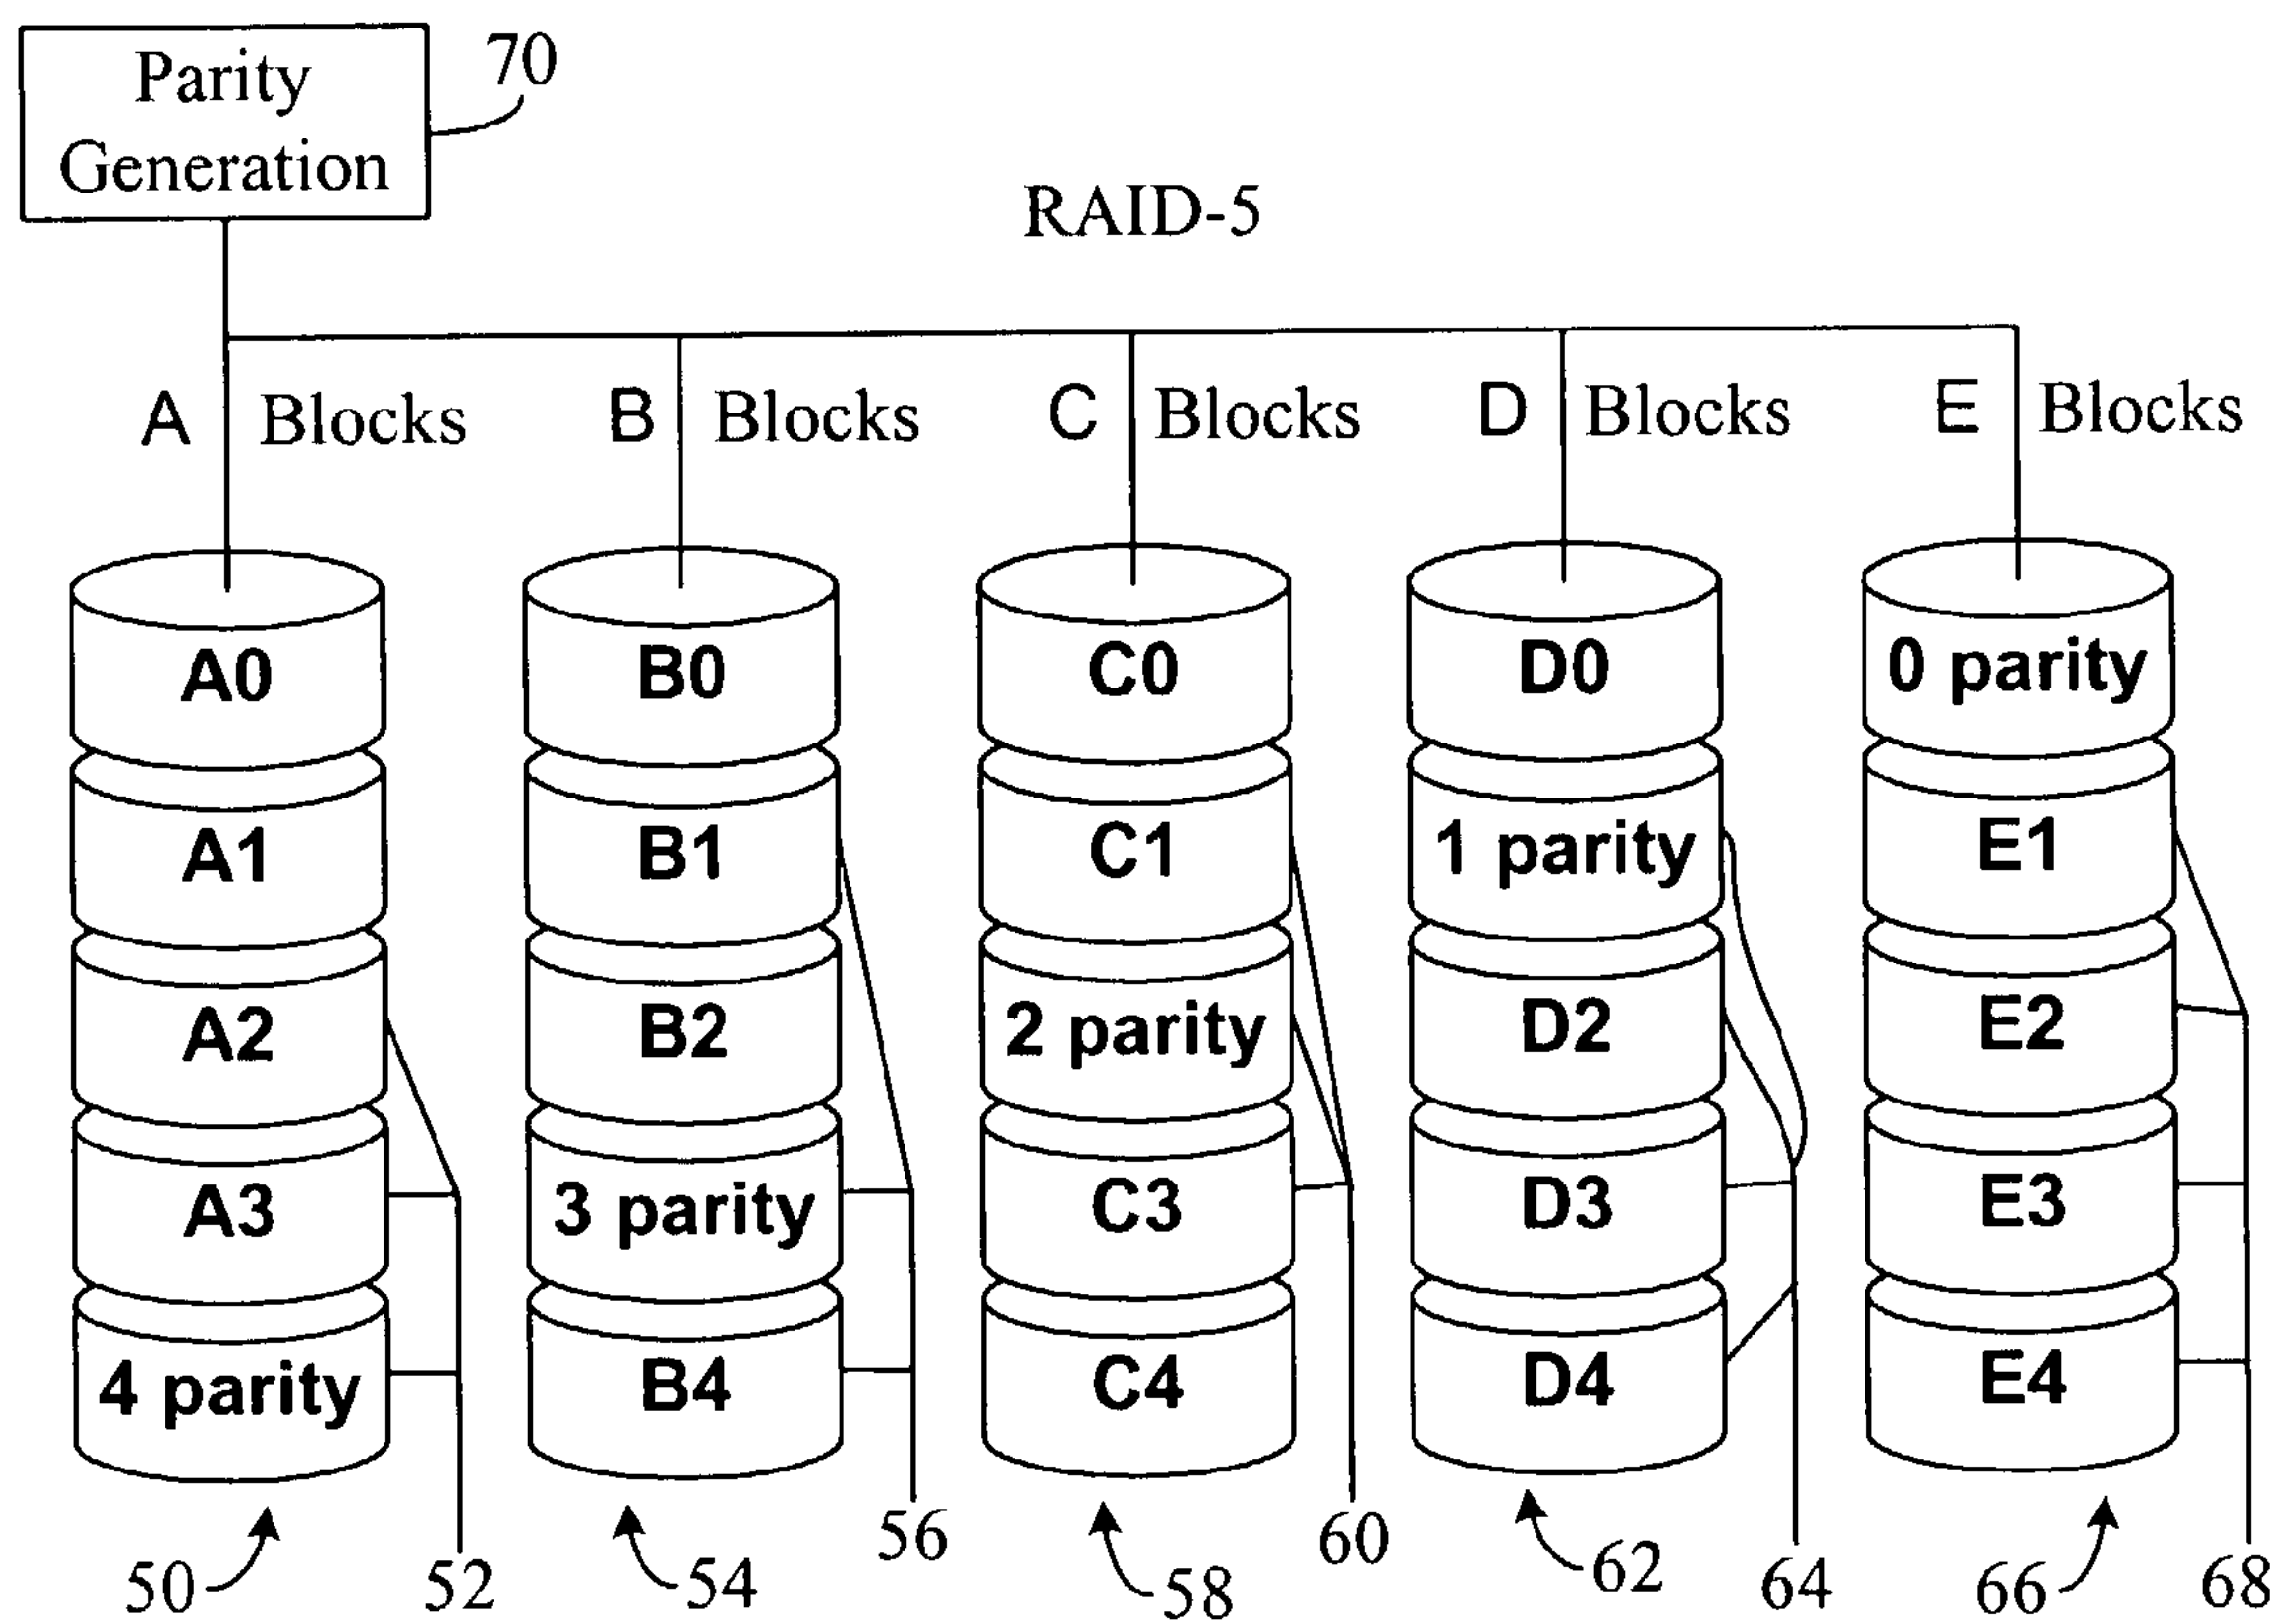 Parity
Generation
70
RAID-5
A Blocks B Blocks C Blocks D Blocks E Blocks
A0 B0 C0 D0 0 parity
A1 B1 C1 1 parity E1
A2 B2 2 parity D2 E2
A3 3 parity C3 D3 E3
4 parity B4 C4 D4 E4
50 52 54 56 58 60 62 64 66 68